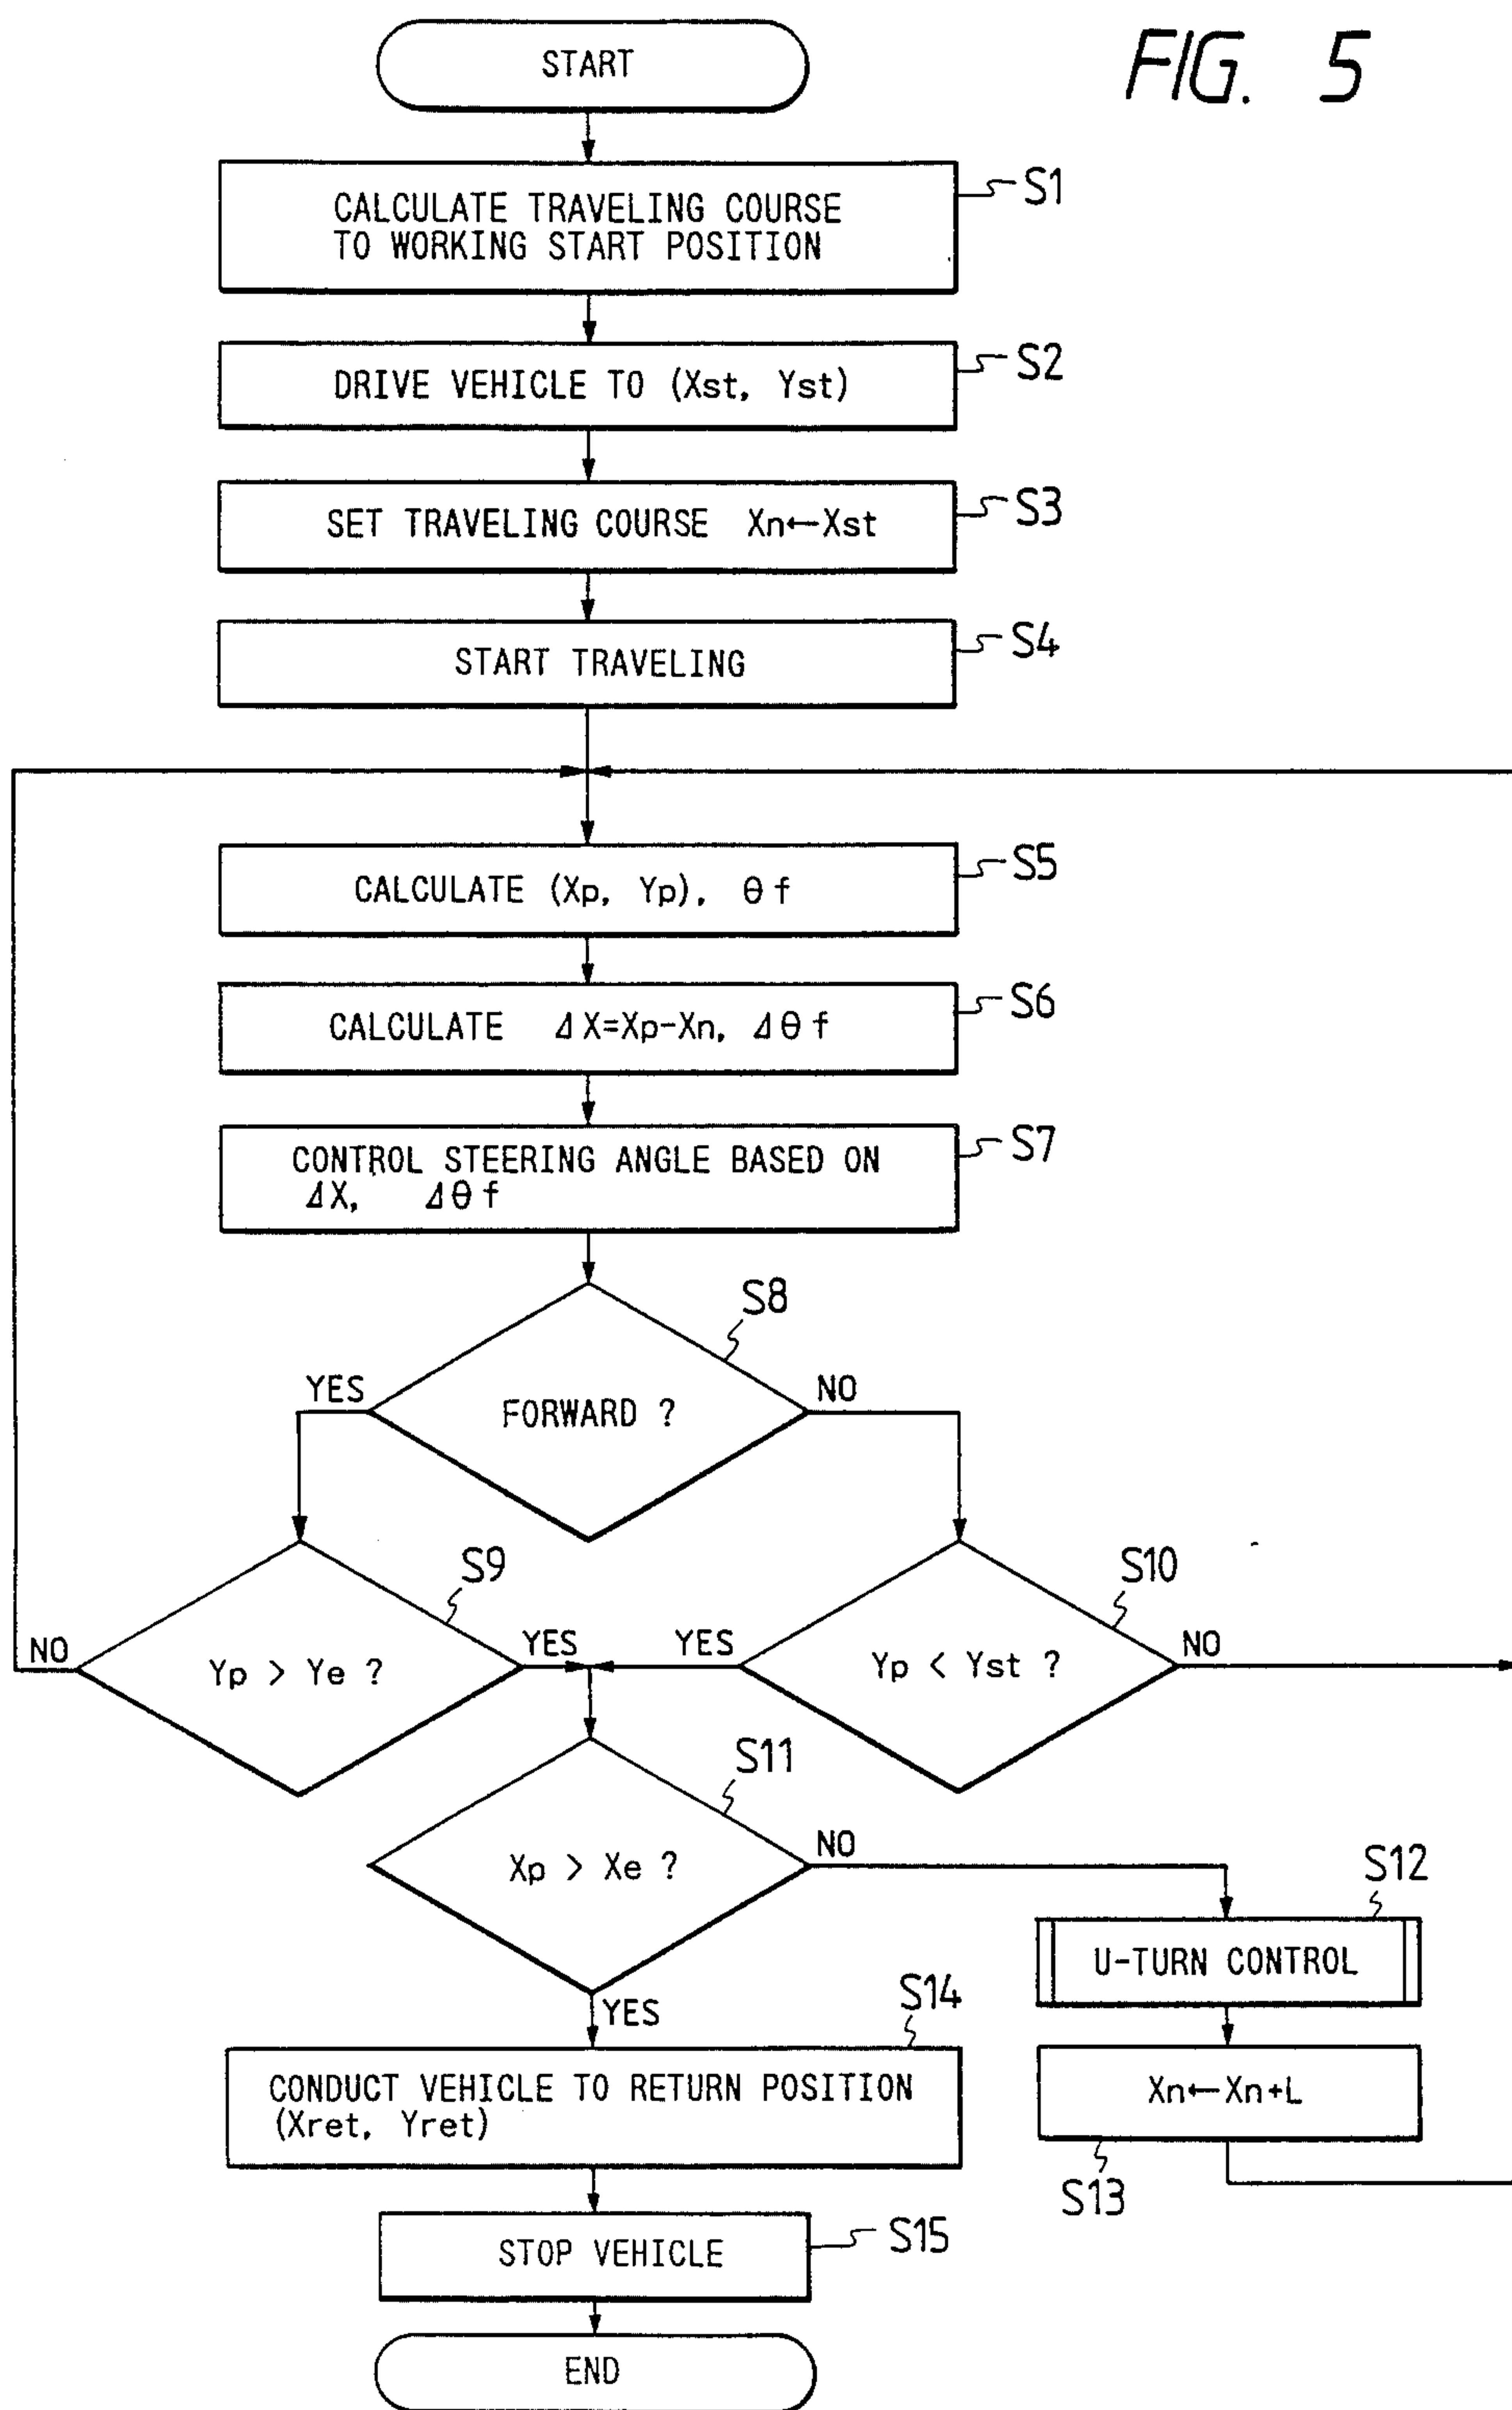 FIG. 5
START
CALCULATE TRAVELING COURSE
TO WORKING START POSITION
S1
DRIVE VEHICLE TO (Xst, Yst)
S2
SET TRAVELING COURSE Xn←Xst
S3
START TRAVELING
S4
CALCULATE (Xp, Yp), θf
S5
CALCULATE ΔX=Xp-Xn, Δθf
S6
CONTROL STEERING ANGLE BASED ON
ΔX, Δθf
S7
S8
YES
FORWARD ?
NO
S9
S10
NO
Yp > Ye ?
YES
YES
Yp < Yst ?
NO
S11
Xp > Xe ?
NO
S12
U-TURN CONTROL
YES
S14
CONDUCT VEHICLE TO RETURN POSITION
(Xret, Yret)
Xn←Xn+L
S13
STOP VEHICLE
S15
END